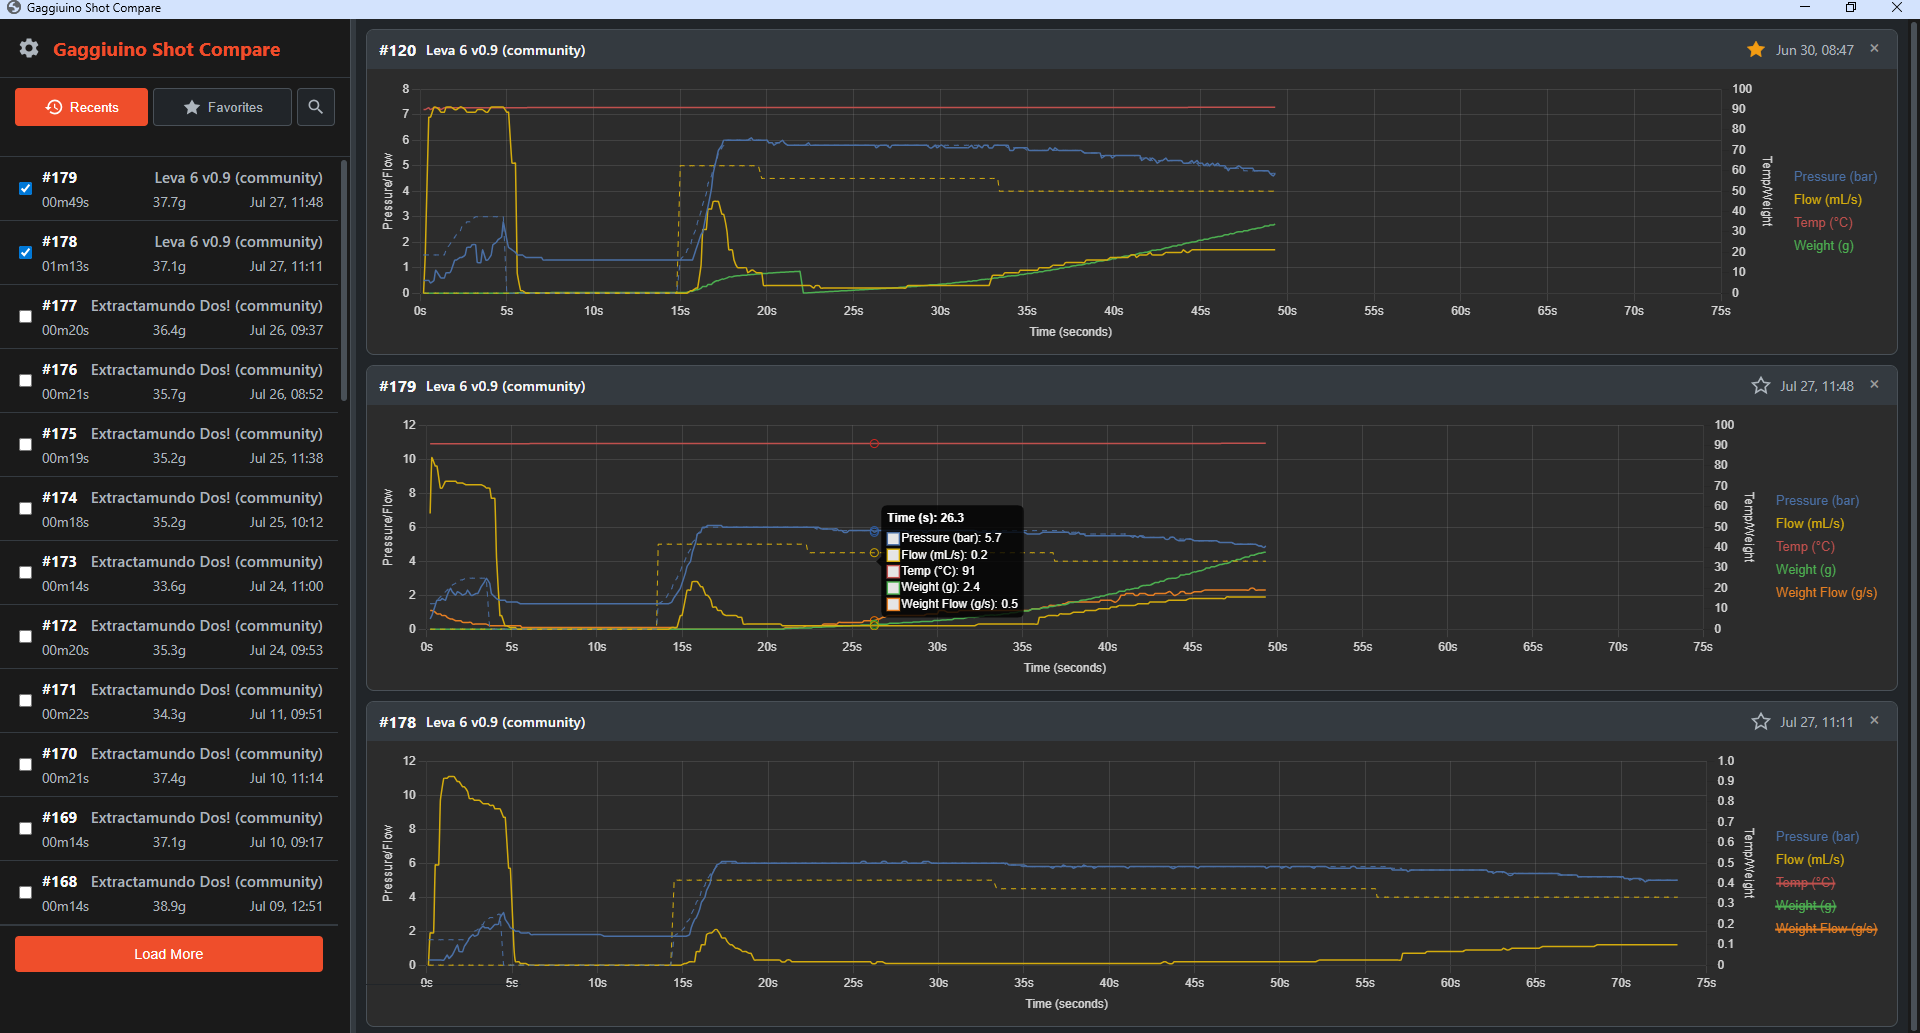 Gaggiuino Shot Compare
Gaggiuino Shot Compare
Recents
Favorites
#179 Leva 6 v0.9 (community)
00m49s 37.7g Jul 27, 11:48
#178 Leva 6 v0.9 (community)
01m13s 37.1g Jul 27, 11:11
#177 Extractamundo Dos! (community)
00m20s 36.4g Jul 26, 09:37
#176 Extractamundo Dos! (community)
00m21s 35.7g Jul 26, 08:52
#175 Extractamundo Dos! (community)
00m19s 35.2g Jul 25, 11:38
#174 Extractamundo Dos! (community)
00m18s 35.2g Jul 25, 10:12
#173 Extractamundo Dos! (community)
00m14s 33.6g Jul 24, 11:00
#172 Extractamundo Dos! (community)
00m20s 35.3g Jul 24, 09:53
#171 Extractamundo Dos! (community)
00m22s 34.3g Jul 11, 09:51
#170 Extractamundo Dos! (community)
00m21s 37.4g Jul 10, 11:14
#169 Extractamundo Dos! (community)
00m14s 37.1g Jul 10, 09:17
#168 Extractamundo Dos! (community)
00m14s 38.9g Jul 09, 12:51
Load More
#120 Leva 6 v0.9 (community) Jun 30, 08:47
Pressure/Flow
8
7
6
5
4
3
2
1
0
0s 5s 10s 15s 20s 25s 30s 35s 40s 45s 50s 55s 60s 65s 70s 75s
Time (seconds)
100
90
80
70
60
50
40
30
20
10
0
Temp/Weight
Pressure (bar)
Flow (mL/s)
Temp (°C)
Weight (g)
#179 Leva 6 v0.9 (community) Jul 27, 11:48
Pressure/Flow
12
10
8
6
4
2
0
Time (s): 26.3
Pressure (bar): 5.7
Flow (mL/s): 0.2
Temp (°C): 91
Weight (g): 2.4
Weight Flow (g/s): 0.5
0s 5s 10s 15s 20s 25s 30s 35s 40s 45s 50s 55s 60s 65s 70s 75s
Time (seconds)
100
90
80
70
60
50
40
30
20
10
0
Temp/Weight
Pressure (bar)
Flow (mL/s)
Temp (°C)
Weight (g)
Weight Flow (g/s)
#178 Leva 6 v0.9 (community) Jul 27, 11:11
Pressure/Flow
12
10
8
6
4
2
0
0s 5s 10s 15s 20s 25s 30s 35s 40s 45s 50s 55s 60s 65s 70s 75s
Time (seconds)
1.0
0.9
0.8
0.7
0.6
0.5
0.4
0.3
0.2
0.1
0
Temp/Weight
Pressure (bar)
Flow (mL/s)
Temp (°C)
Weight (g)
Weight Flow (g/s)